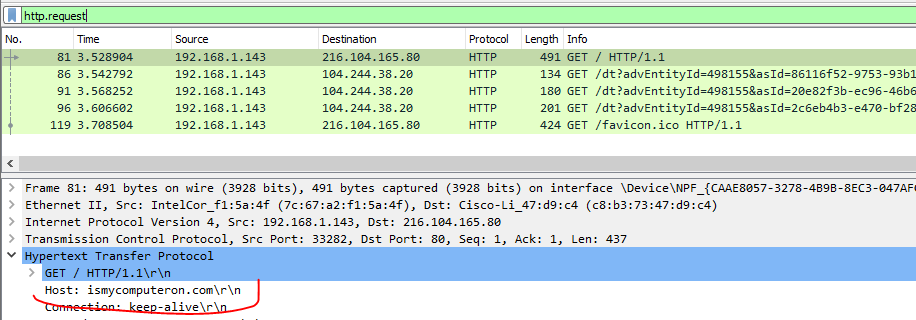 http.request
No. Time Source Destination Protocol Length Info
81 3.528904 192.168.1.143 216.104.165.80 HTTP 491 GET / HTTP/1.1
86 3.542792 192.168.1.143 104.244.38.20 HTTP 134 GET /dt?advEntityId=498155&asId=86116f52-9753-93b1
91 3.568252 192.168.1.143 104.244.38.20 HTTP 180 GET /dt?advEntityId=498155&asId=20e82f3b-ec96-46b6
96 3.606602 192.168.1.143 104.244.38.20 HTTP 201 GET /dt?advEntityId=498155&asId=2c6eb4b3-e470-bf28
119 3.708504 192.168.1.143 216.104.165.80 HTTP 424 GET /favicon.ico HTTP/1.1
Frame 81: 491 bytes on wire (3928 bits), 491 bytes captured (3928 bits) on interface \Device\NPF_{CAAE8057-3278-4B9B-8EC3-047AF
Ethernet II, Src: IntelCor_f1:5a:4f (7c:67:a2:f1:5a:4f), Dst: Cisco-Li_47:d9:c4 (c8:b3:73:47:d9:c4)
Internet Protocol Version 4, Src: 192.168.1.143, Dst: 216.104.165.80
Transmission Control Protocol, Src Port: 33282, Dst Port: 80, Seq: 1, Ack: 1, Len: 437
Hypertext Transfer Protocol
GET / HTTP/1.1\r\n
Host: ismycomputeron.com\r\n
Connection: keep-alive\r\n